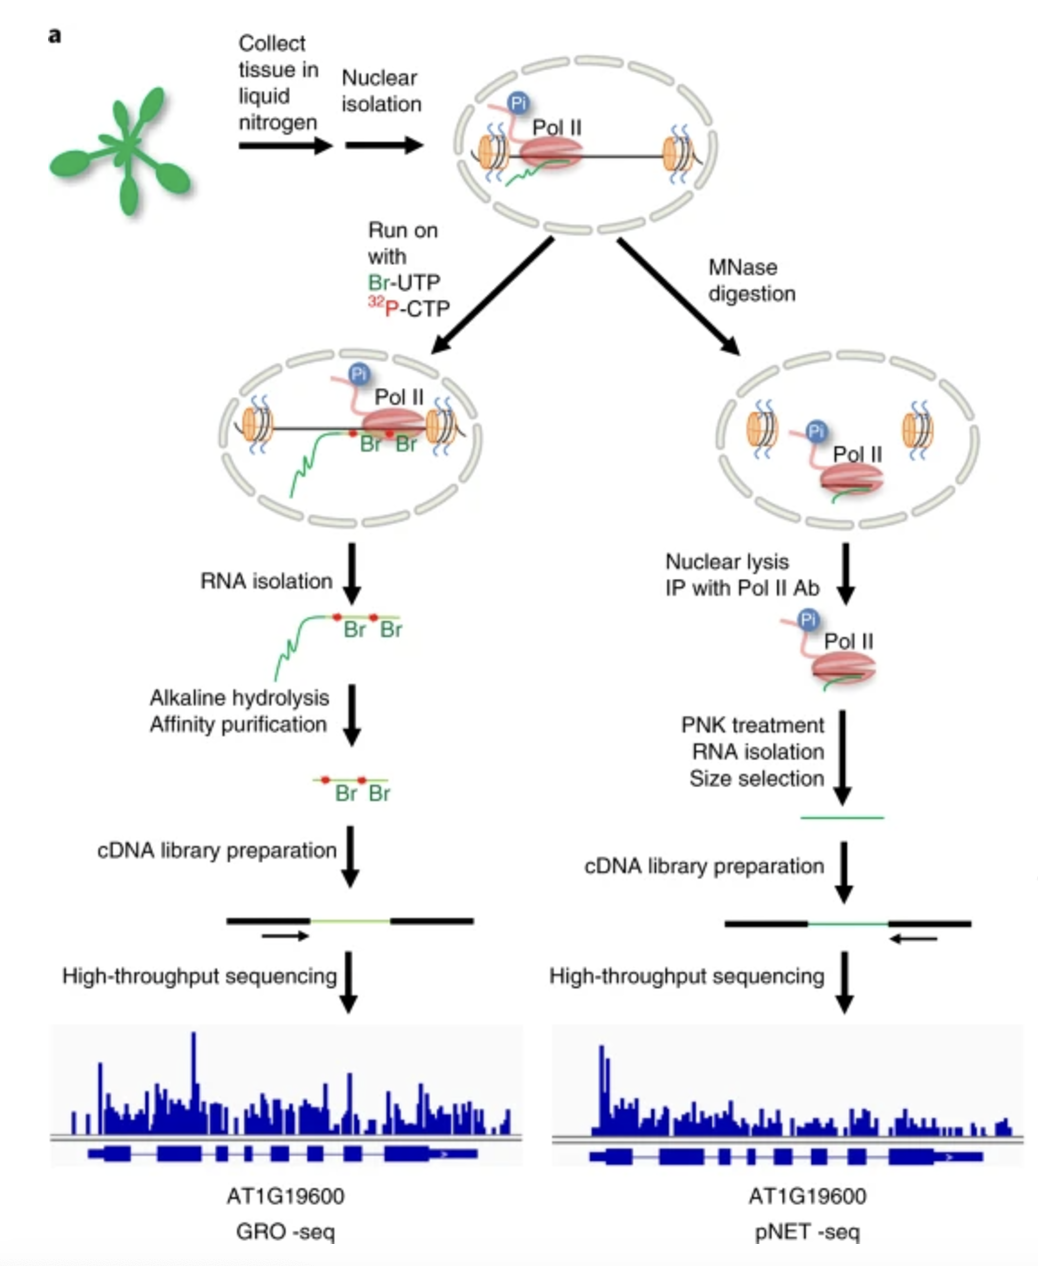 a
Collect
tissue in
liquid
nitrogen
Nuclear
isolation
Pi
Pol II
Run on
with
Br-UTP
³²P-CTP
MNase
digestion
Pi
Pol II
Br Br
Pi
Pol II
RNA isolation
Br Br
Nuclear lysis
IP with Pol II Ab
Pi
Pol II
Alkaline hydrolysis
Affinity purification
Br Br
PNK treatment
RNA isolation
Size selection
cDNA library preparation
cDNA library preparation
High-throughput sequencing
High-throughput sequencing
AT1G19600
GRO -seq
AT1G19600
pNET -seq